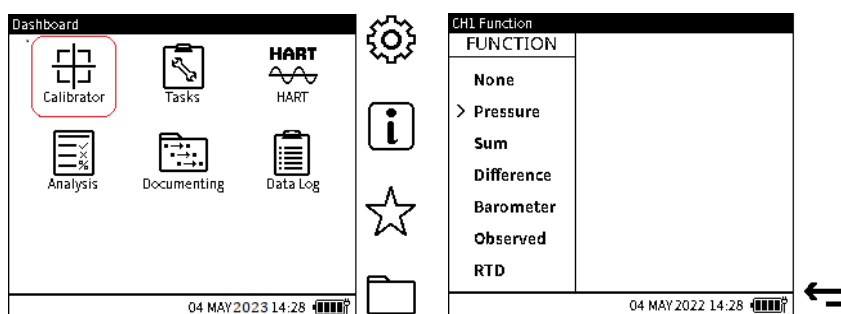 Dashboard
Calibrator
Tasks
HART
HART
Analysis
Documenting
Data Log
04 MAY 2023 14:28
i
CH1 Function
FUNCTION
None
> Pressure
Sum
Difference
Barometer
Observed
RTD
04 MAY 2022 14:28